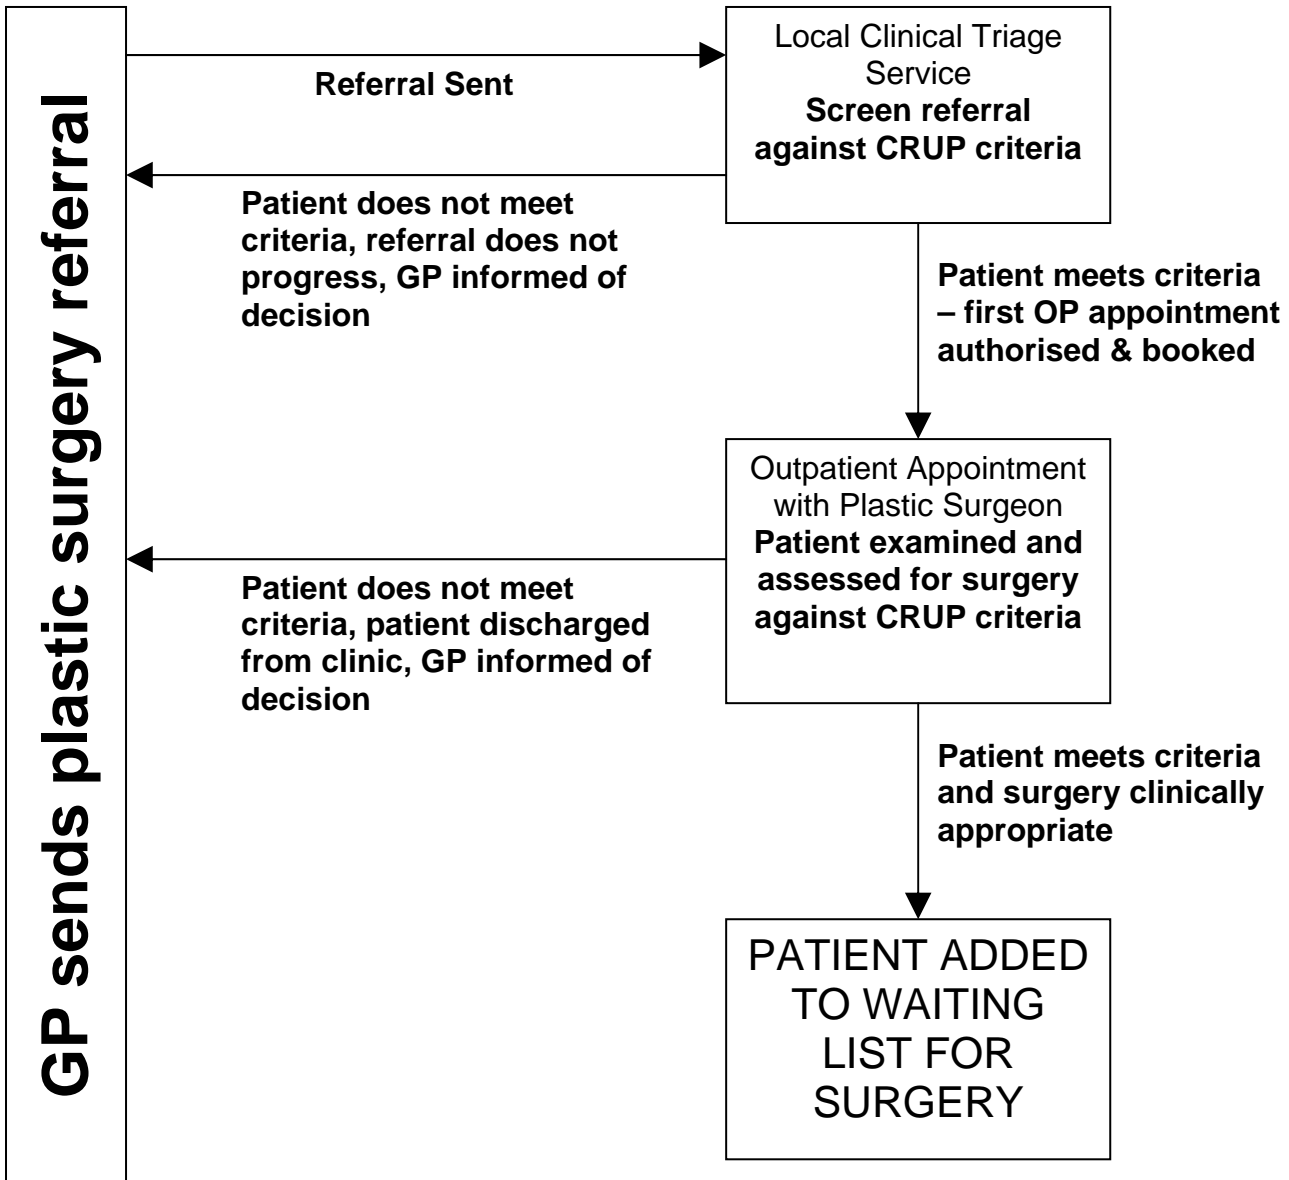 GP sends plastic surgery referral
Referral Sent
Local Clinical Triage
Service
Screen referral
against CRUP criteria
Patient does not meet
criteria, referral does not
progress, GP informed of
decision
Patient meets criteria
– first OP appointment
authorised & booked
Outpatient Appointment
with Plastic Surgeon
Patient examined and
assessed for surgery
against CRUP criteria
Patient does not meet
criteria, patient discharged
from clinic, GP informed of
decision
Patient meets criteria
and surgery clinically
appropriate
PATIENT ADDED
TO WAITING
LIST FOR
SURGERY